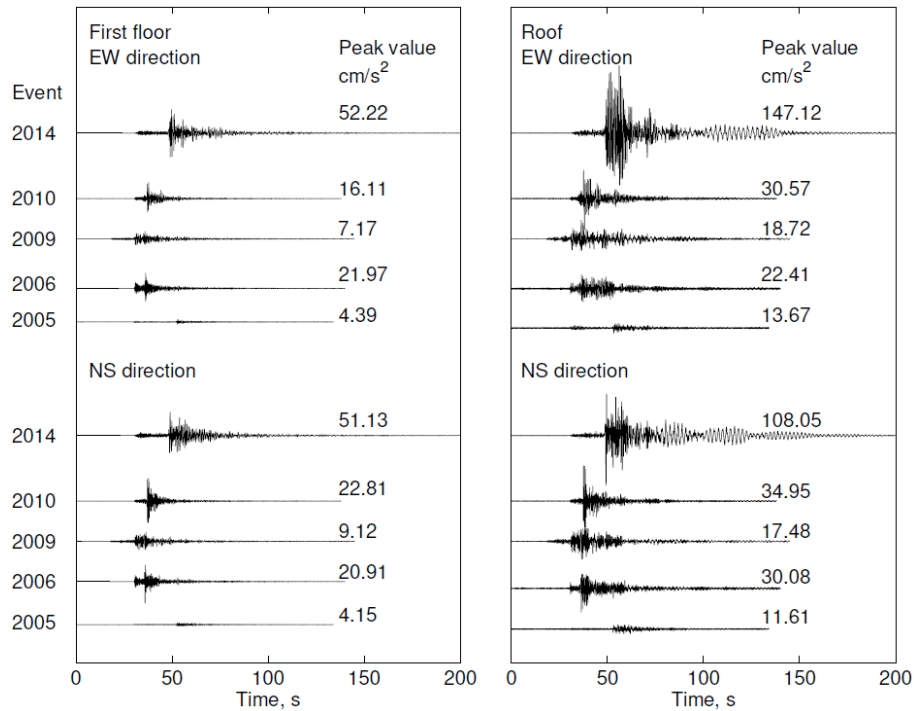 First floor
EW direction
Peak value
cm/s²
Event
2014
52.22
2010
16.11
2009
7.17
2006
21.97
2005
4.39
NS direction
2014
51.13
2010
22.81
2009
9.12
2006
20.91
2005
4.15
0 50 100 150 200
Time, s
Roof
EW direction
Peak value
cm/s²
147.12
30.57
18.72
22.41
13.67
NS direction
108.05
34.95
17.48
30.08
11.61
0 50 100 150 200
Time, s